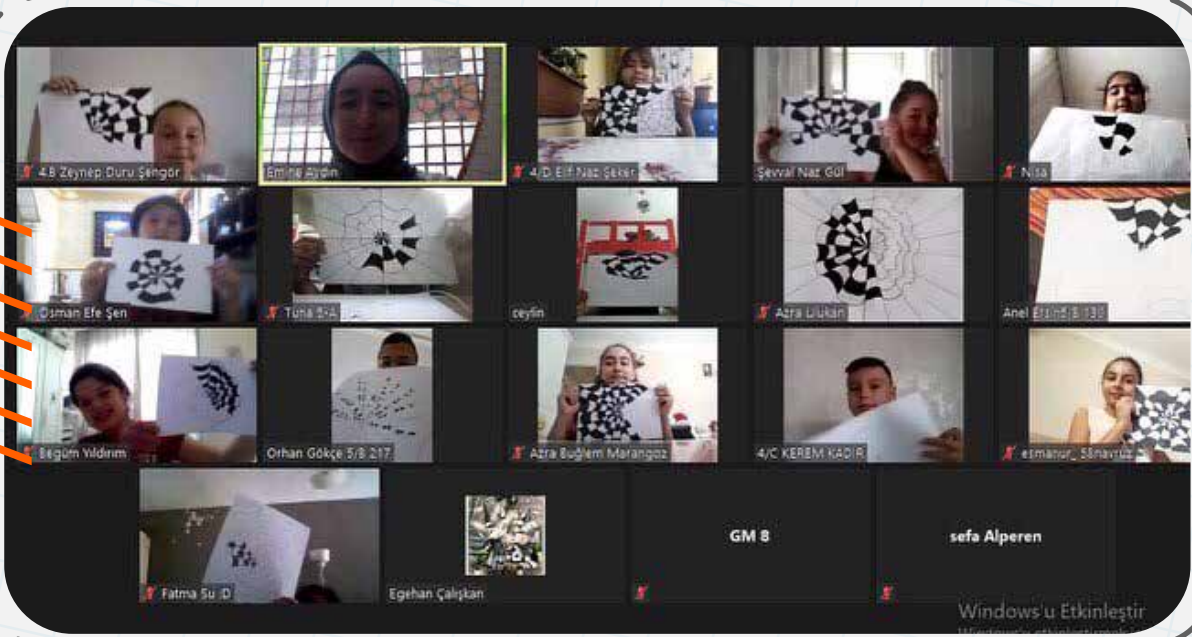 4.B Zeynep Duru Şengör
Emine Aydın
4/D Elif Naz Şeker
Şevval Naz Gül
Nisa
Osman Efe Şen
Tuna 5-A
ceylin
Azra Ulukan
Anel
Begüm Yıldırım
Orhan Gökçe 5/B 217
Azra Buğlem Marangoz
4/C KEREM KADİR
esmanur_
Fatma Su :D
Egehan Çalışkan
GM 8
sefa Alperen
Windows'u Etkinleştir